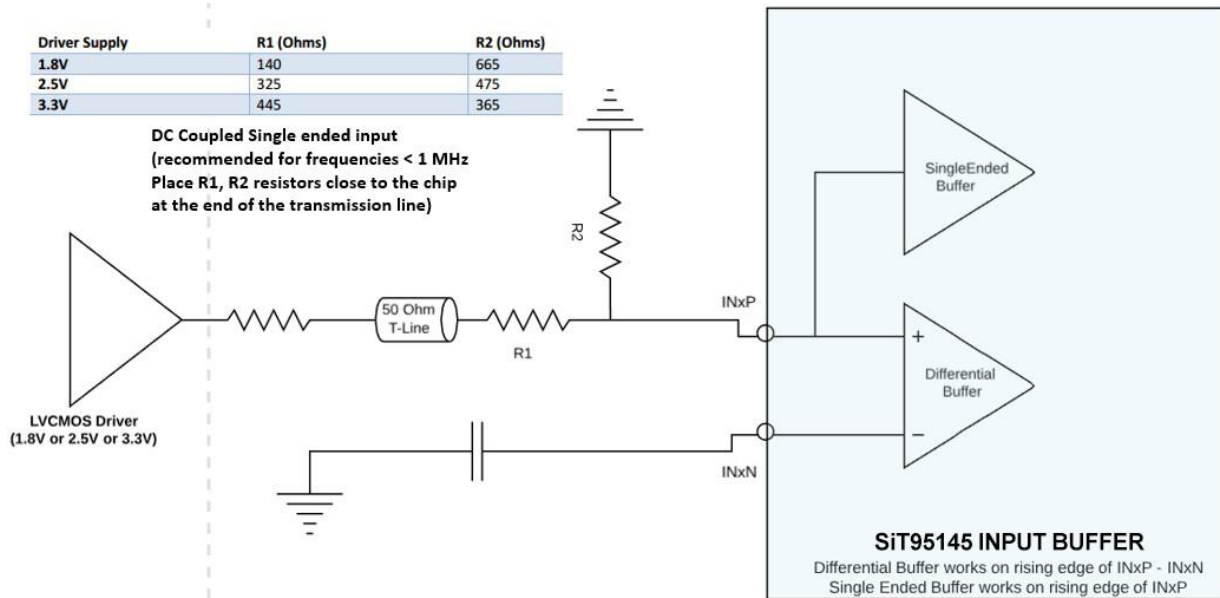 Driver Supply R1 (Ohms) R2 (Ohms)
1.8V 140 665
2.5V 325 475
3.3V 445 365
DC Coupled Single ended input
(recommended for frequencies < 1 MHz
Place R1, R2 resistors close to the chip
at the end of the transmission line)
SingleEnded
Buffer
R2
INxP
50 Ohm
T-Line
R1
+
Differential
Buffer
−
LVCMOS Driver
(1.8V or 2.5V or 3.3V)
INxN
SiT95145 INPUT BUFFER
Differential Buffer works on rising edge of INxP - INxN
Single Ended Buffer works on rising edge of INxP